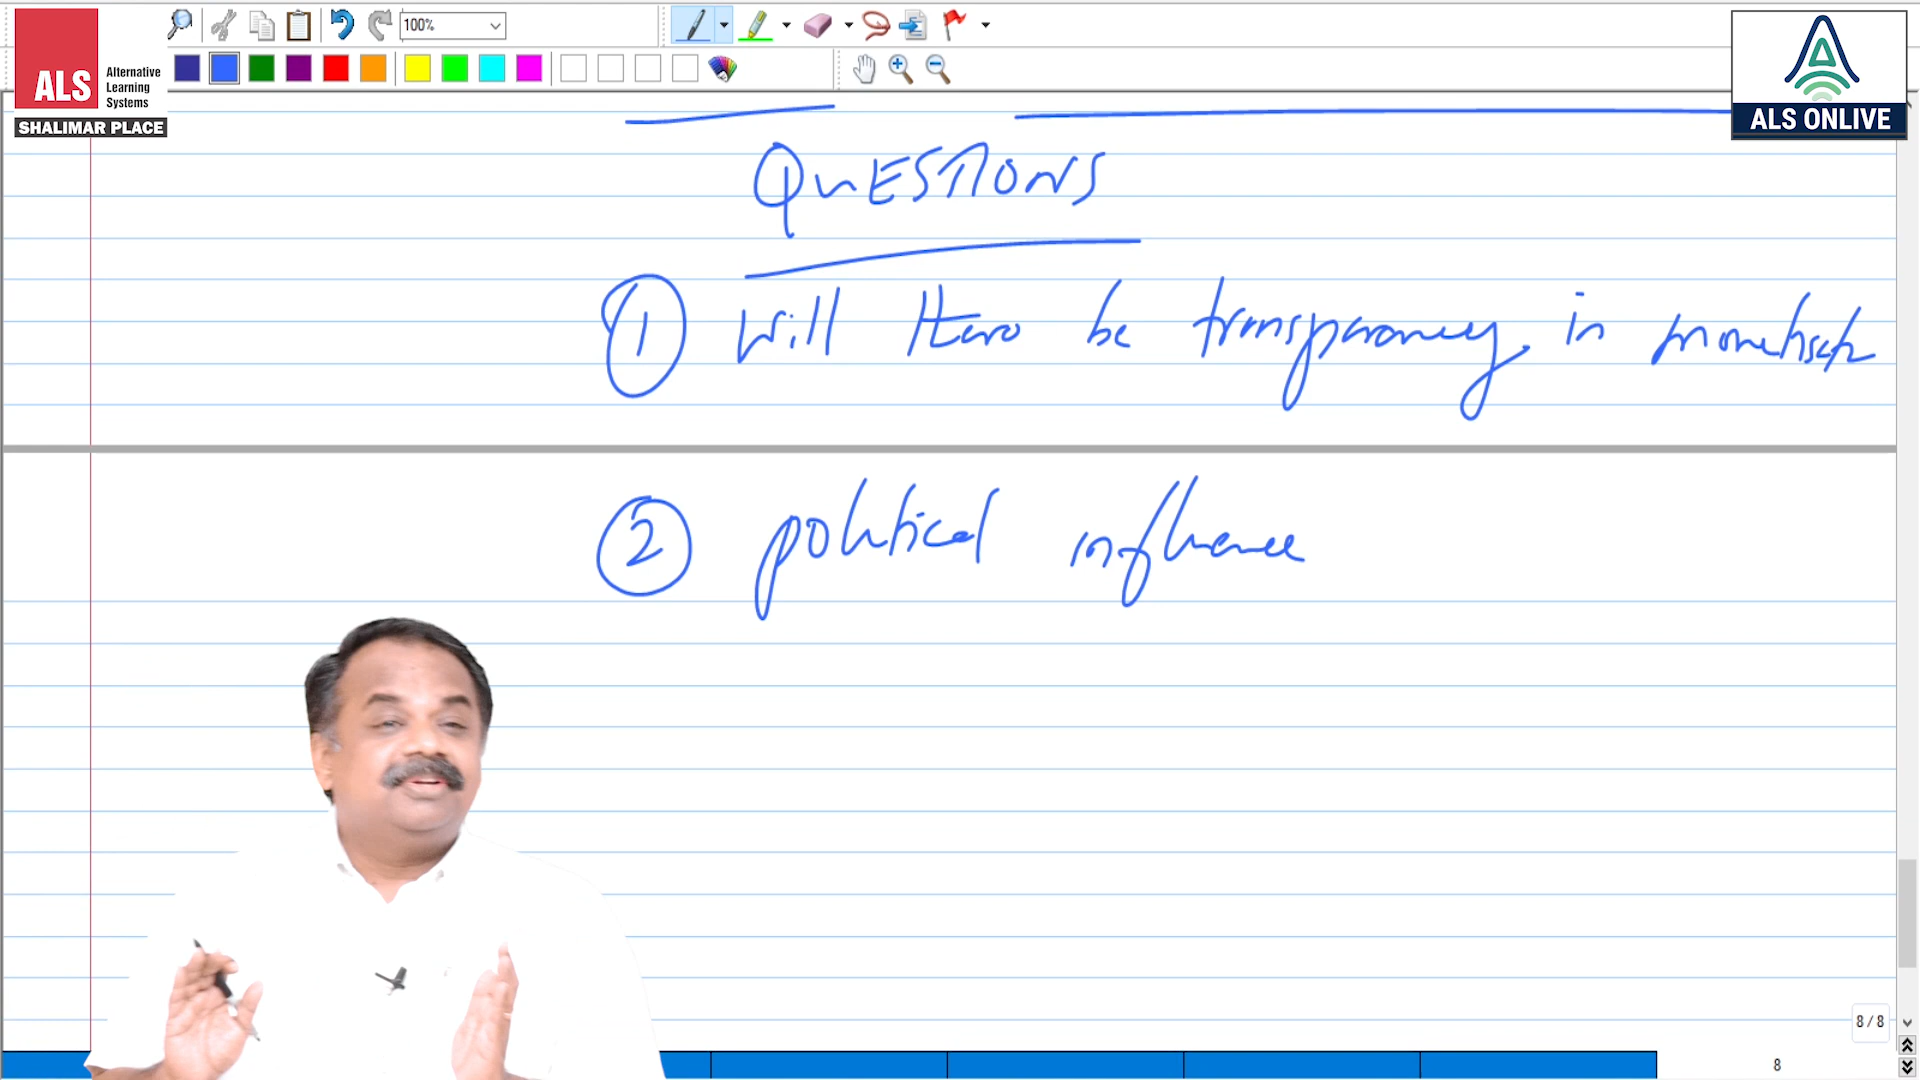 100%
ALS
Alternative
Learning
Systems
SHALIMAR PLACE
ALS ONLIVE
QUESTIONS
① Will there be transparency in monetisatn
② political influence
8 / 8
8